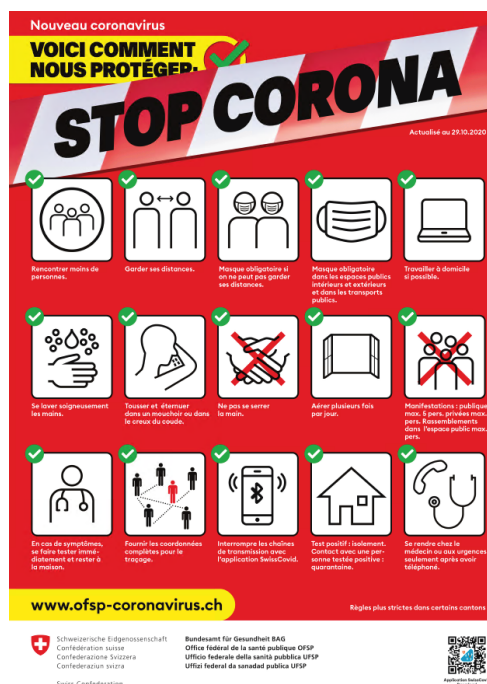 Nouveau coronavirus
VOICI COMMENT
NOUS PROTÉGER:
STOP CORONA
Actualisé au 29.10.2020
Rencontrer moins de
personnes.
Garder ses distances.
Masque obligatoire si
on ne peut pas garder
ses distances.
Masque obligatoire
dans les espaces publics
intérieurs et extérieurs
et dans les transports
publics.
Travailler à domicile
si possible.
Se laver soigneusement
les mains.
Tousser et éternuer
dans un mouchoir ou dans
le creux du coude.
Ne pas se serrer
la main.
Aérer plusieurs fois
par jour.
Manifestations : publique
max. 5 pers. privées max.
pers. Rassemblements
dans l'espace public max.
pers.
En cas de symptômes,
se faire tester immé-
diatement et rester à
la maison.
Fournir les coordonnées
complètes pour le
traçage.
Interrompre les chaînes
de transmission avec
l'application SwissCovid.
Test positif : isolement.
Contact avec une per-
sonne testée positive :
quarantaine.
Se rendre chez le
médecin ou aux urgences
seulement après avoir
téléphoné.
www.ofsp-coronavirus.ch
Règles plus strictes dans certains cantons
Schweizerische Eidgenossenschaft
Confédération suisse
Confederazione Svizzera
Confederaziun svizra
Swiss Confederation
Bundesamt für Gesundheit BAG
Office fédéral de la santé publique OFSP
Ufficio federale della sanità pubblica UFSP
Uffizi federal da sanadad publica UFSP
Application SwissCov